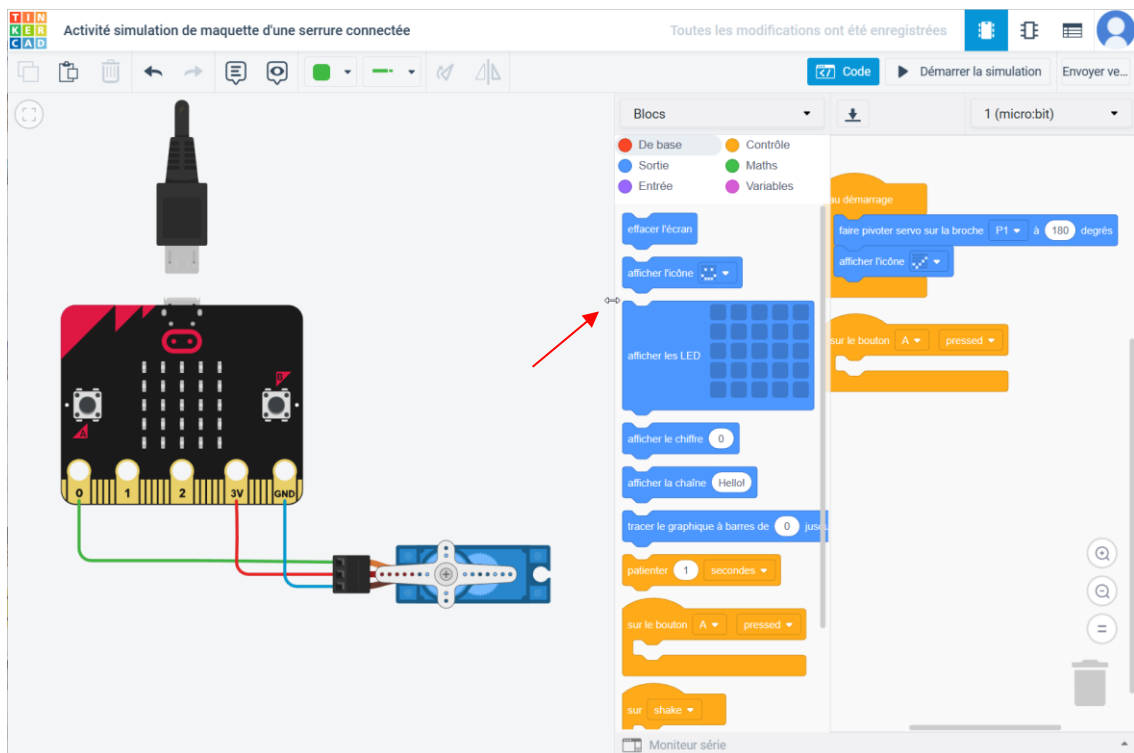 TIN
KER
CAD
Activité simulation de maquette d'une serrure connectée
Toutes les modifications ont été enregistrées
Code
Démarrer la simulation
Envoyer ve...
Blocs
1 (micro:bit)
De base
Contrôle
Sortie
Maths
Entrée
Variables
effacer l'écran
afficher l'icône
afficher les LED
afficher le chiffre 0
afficher la chaîne Hello!
tracer le graphique à barres de 0
patienter 1 secondes
sur le bouton A pressed
sur shake
au démarrage
faire pivoter servo sur la broche P1 à 180 degrés
afficher l'icône
sur le bouton A pressed
A
B
0 1 2 3V GND
Moniteur série